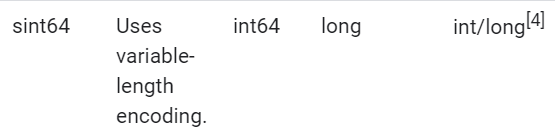 sint64 Uses int64 long int/long[4]
variable-
length
encoding.